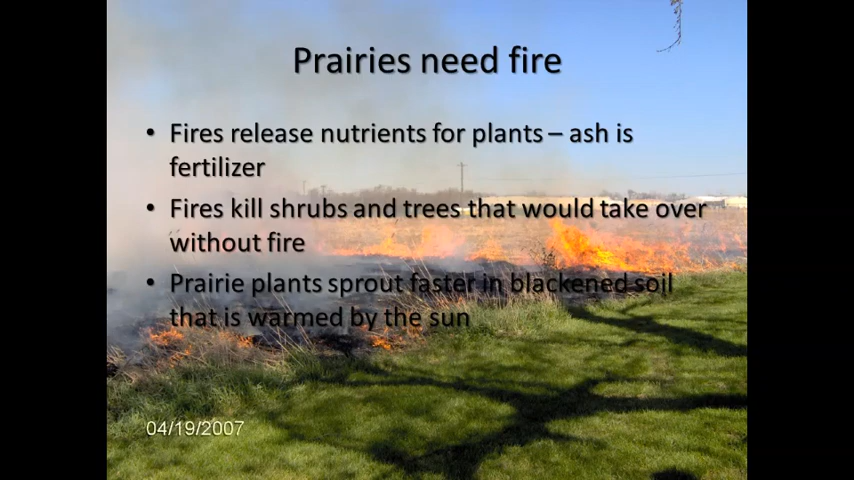 Prairies need fire
• Fires release nutrients for plants – ash is
fertilizer
• Fires kill shrubs and trees that would take over
without fire
• Prairie plants sprout faster in blackened soil
that is warmed by the sun
04/19/2007